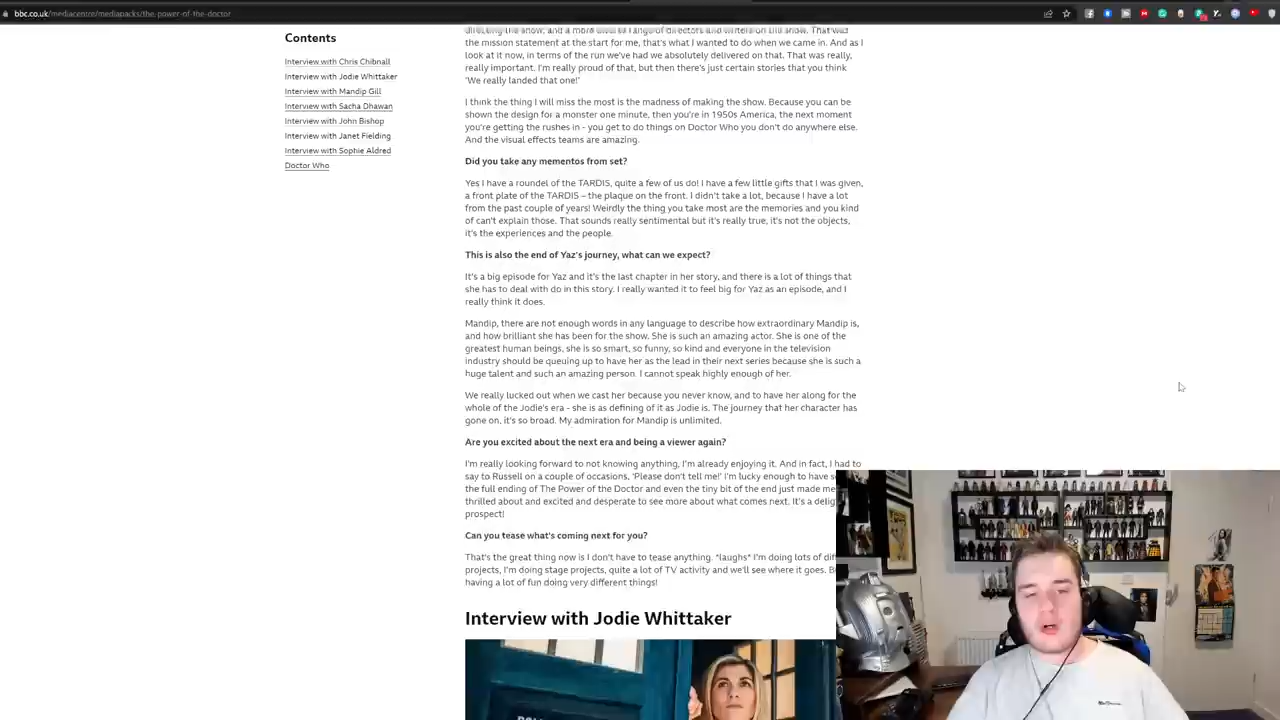 bbc.co.uk/mediacentre/mediapacks/the-power-of-the-doctor
Contents
Interview with Chris Chibnall
Interview with Jodie Whittaker
Interview with Mandip Gill
Interview with Sacha Dhawan
Interview with John Bishop
Interview with Janet Fielding
Interview with Sophie Aldred
Doctor Who
directing the show, and a more diverse range of directors and writers on the show. That was
the mission statement at the start for me, that's what I wanted to do when we came in. And as I
look at it now, in terms of the run we've had we absolutely delivered on that. That was really,
really important. I'm really proud of that, but then there's just certain stories that you think
'We really landed that one!'
I think the thing I will miss the most is the madness of making the show. Because you can be
shown the design for a monster one minute, then you're in 1950s America, the next moment
you're getting the rushes in - you get to do things on Doctor Who you don't do anywhere else.
And the visual effects teams are amazing.
Did you take any mementos from set?
Yes I have a roundel of the TARDIS, quite a few of us do! I have a few little gifts that I was given,
a front plate of the TARDIS – the plaque on the front. I didn't take a lot, because I have a lot
from the past couple of years! Weirdly the thing you take most are the memories and you kind
of can't explain those. That sounds really sentimental but it's really true, it's not the objects,
it's the experiences and the people.
This is also the end of Yaz's journey, what can we expect?
It's a big episode for Yaz and it's the last chapter in her story, and there is a lot of things that
she has to deal with do in this story. I really wanted it to feel big for Yaz as an episode, and I
really think it does.
Mandip, there are not enough words in any language to describe how extraordinary Mandip is,
and how brilliant she has been for the show. She is such an amazing actor. She is one of the
greatest human beings, she is so smart, so funny, so kind and everyone in the television
industry should be queuing up to have her as the lead in their next series because she is such a
huge talent and such an amazing person. I cannot speak highly enough of her.
We really lucked out when we cast her because you never know, and to have her along for the
whole of the Jodie's era - she is as defining of it as Jodie is. The journey that her character has
gone on, it's so broad. My admiration for Mandip is unlimited.
Are you excited about the next era and being a viewer again?
I'm really looking forward to not knowing anything, I'm already enjoying it. And in fact, I had to
say to Russell on a couple of occasions, 'Please don't tell me!' I'm lucky enough to have
the full ending of The Power of the Doctor and even the tiny bit of the end just made
thrilled about and excited and desperate to see more about what comes next. It's a
prospect!
Can you tease what's coming next for you?
That's the great thing now is I don't have to tease anything. *laughs* I'm doing lots of
projects, I'm doing stage projects, quite a lot of TV activity and we'll see where it goes.
having a lot of fun doing very different things!
Interview with Jodie Whittaker